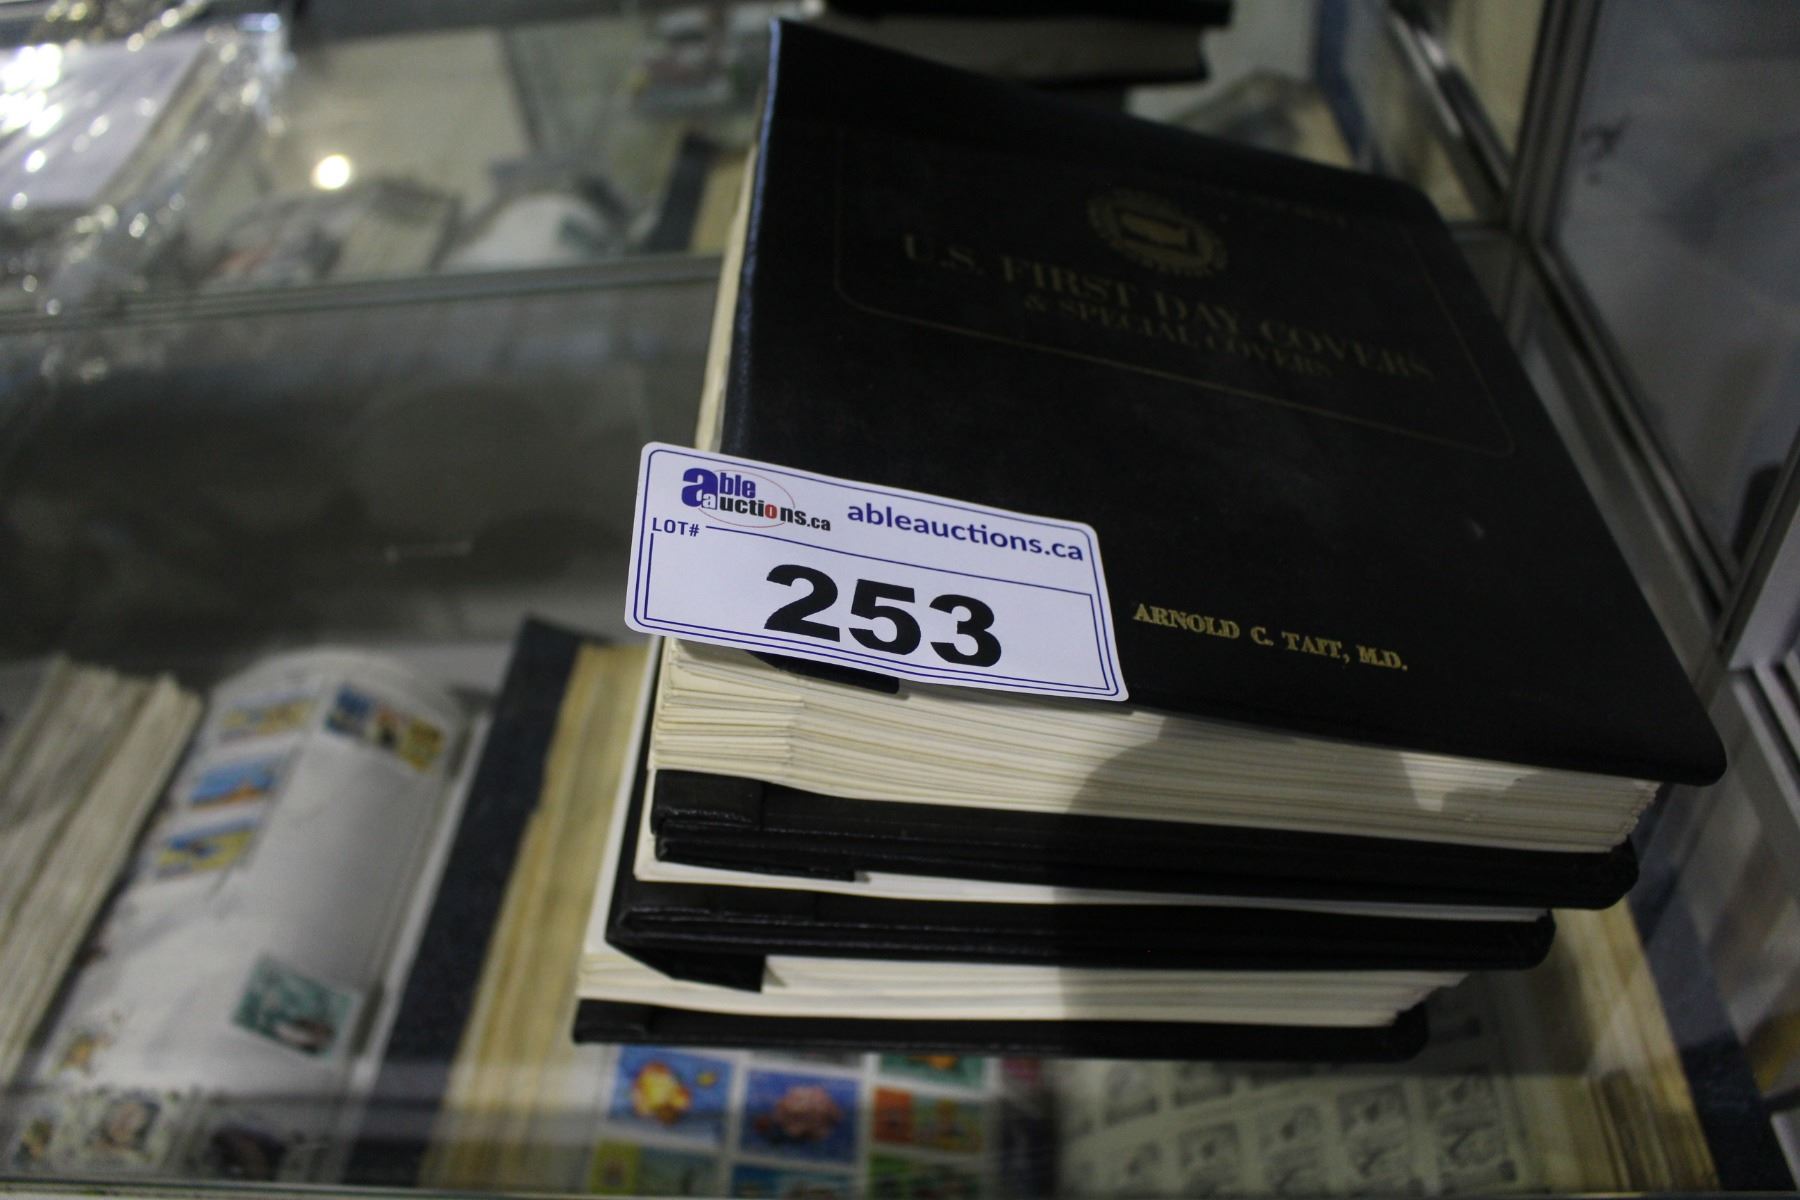 U.S. FIRST DAY COVERS
& SPECIAL COVERS
able
auctions.ca
ableauctions.ca
LOT#
253
ARNOLD C. TAIT, M.D.